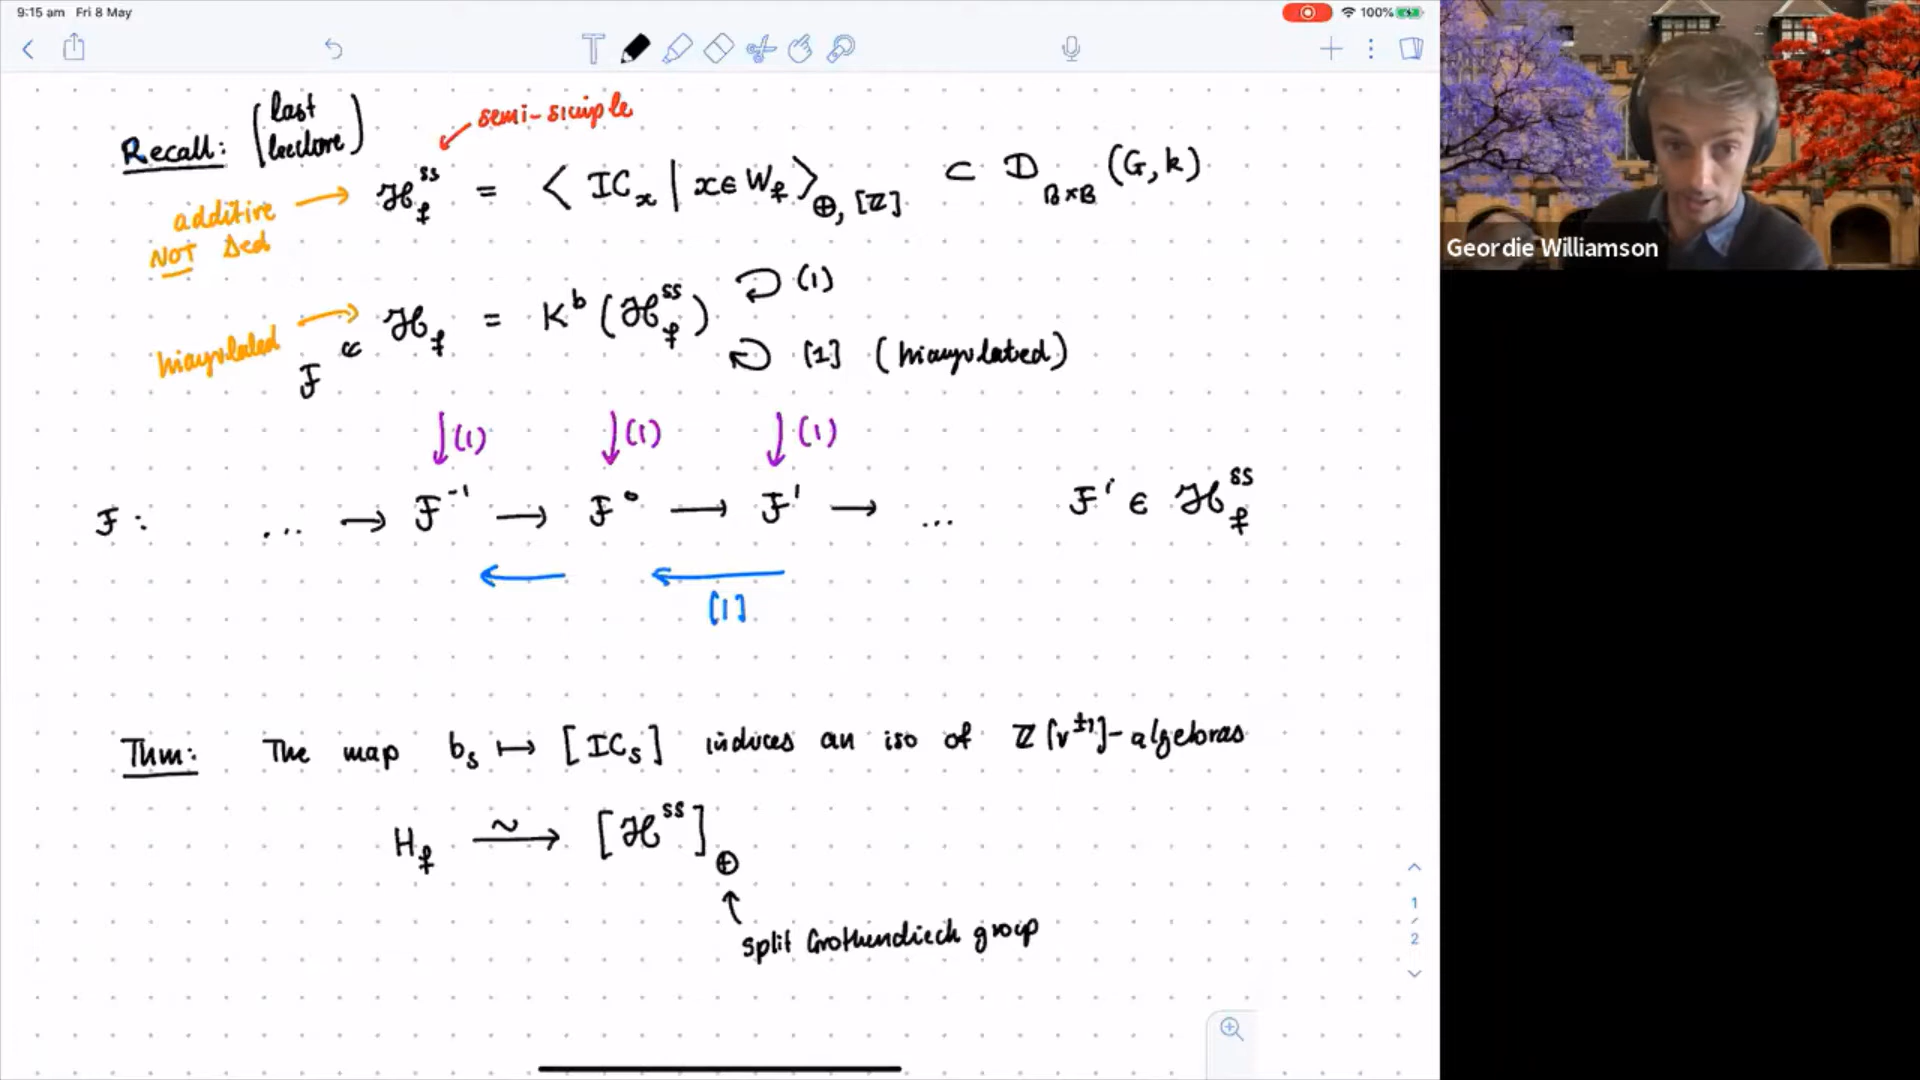 9:15 am Fri 8 May
100%
Recall: (last lecture)
semi-simple
additive
NOT Δed
ℋ_f^ss = ⟨ IC_x | x ∈ W_f ⟩_⊕,[ℤ] ⊂ D_B×B (G, k)
triangulated
F ∈ ℋ_f = K^b (ℋ_f^ss) ↻ (1)
↻ [1] (triangulated)
↓(1) ↓(1) ↓(1)
F : ... → F^-1 → F^0 → F^1 → ... F^i ∈ ℋ_f^ss
← ←
[1]
Thm: The map b_s ↦ [IC_s] induces an iso of ℤ[v^±1]-algebras
H_f →^~ [ℋ^ss]_⊕
↑
split Grothendieck group
1
/
2
Geordie Williamson